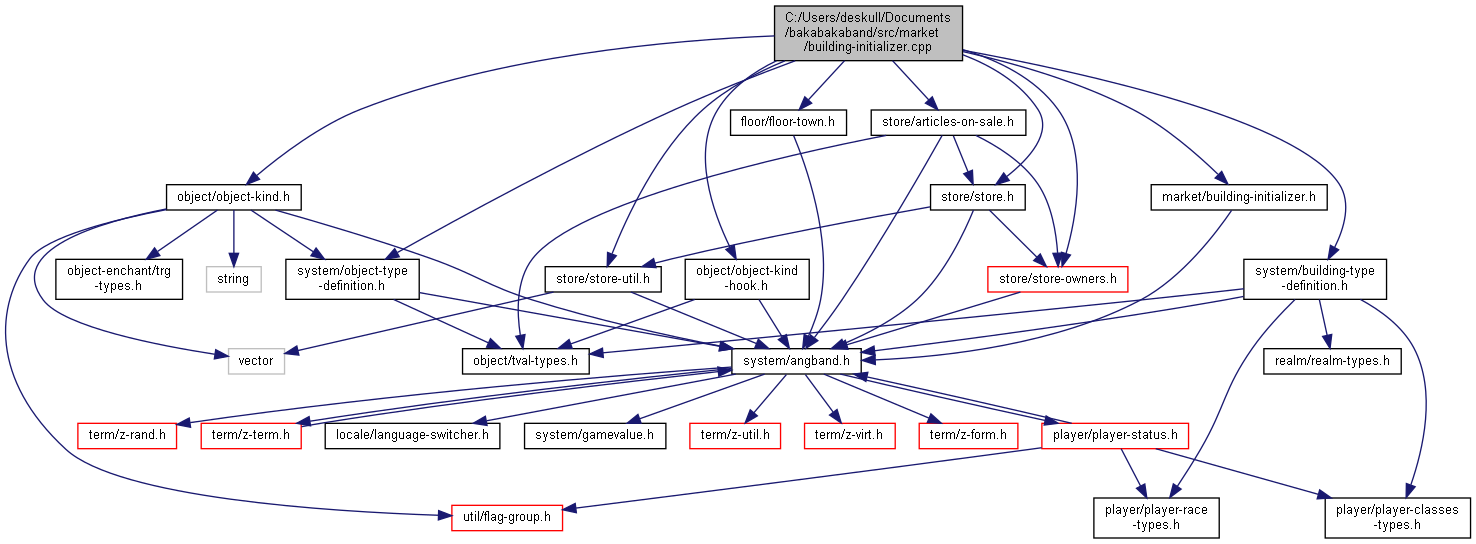 C:/Users/deskull/Documents
/bakabakaband/src/market
/building-initializer.cpp
floor/floor-town.h
store/articles-on-sale.h
object/object-kind.h
store/store.h
market/building-initializer.h
object-enchant/trg
-types.h
string
system/object-type
-definition.h
store/store-util.h
object/object-kind
-hook.h
store/store-owners.h
system/building-type
-definition.h
vector
object/tval-types.h
system/angband.h
realm/realm-types.h
term/z-rand.h
term/z-term.h
locale/language-switcher.h
system/gamevalue.h
term/z-util.h
term/z-virt.h
term/z-form.h
player/player-status.h
util/flag-group.h
player/player-race
-types.h
player/player-classes
-types.h